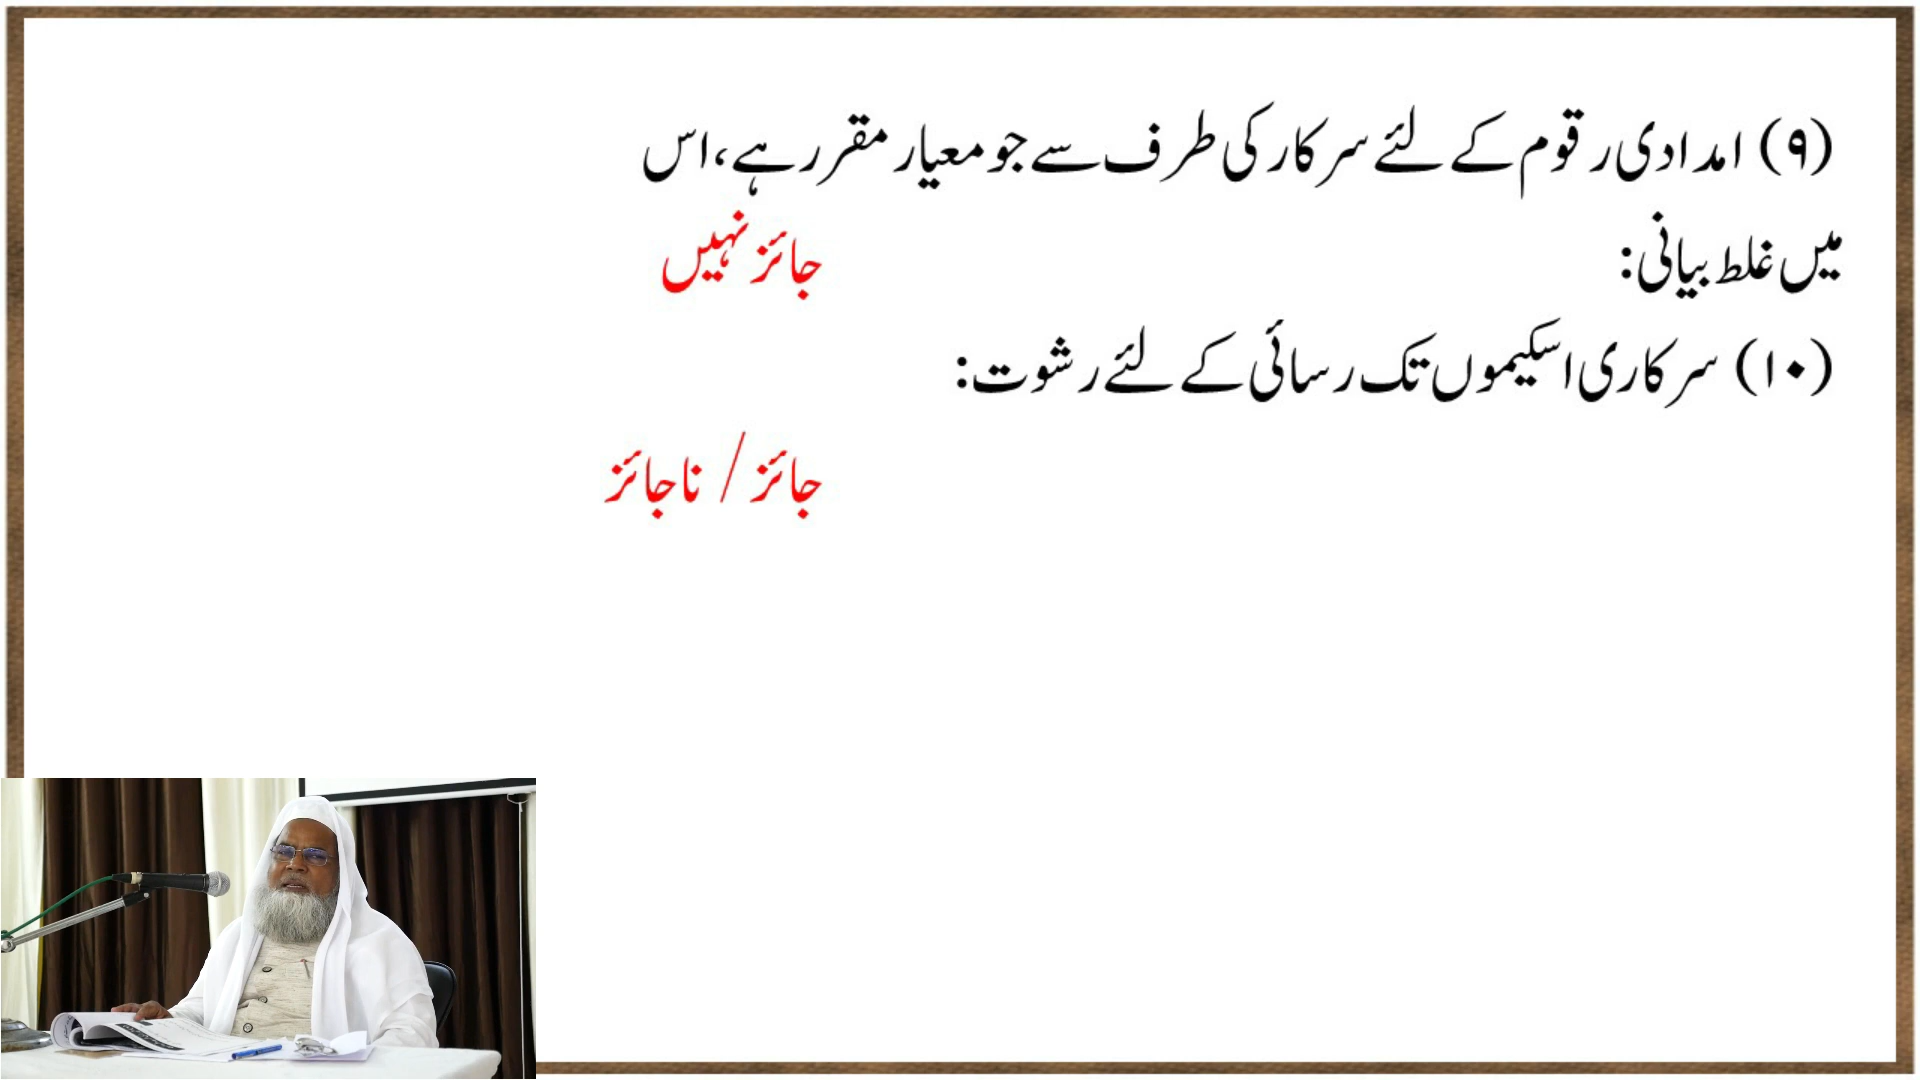 (۹) امدادی رقوم کے لئے سرکار کی طرف سے جو معیار مقرر ہے، اس
میں غلط بیانی: جائز نہیں
(۱۰) سرکاری اسکیموں تک رسائی کے لئے رشوت:
جائز / ناجائز